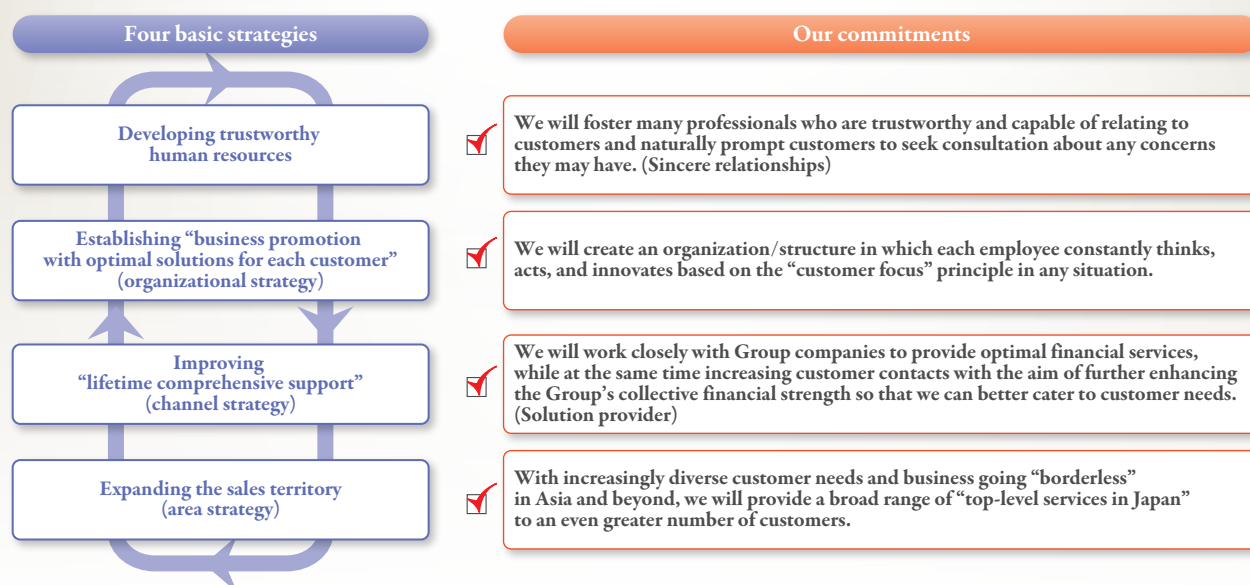 Four basic strategies
Our commitments
Developing trustworthy
human resources
We will foster many professionals who are trustworthy and capable of relating to
customers and naturally prompt customers to seek consultation about any concerns
they may have. (Sincere relationships)
Establishing “business promotion
with optimal solutions for each customer”
(organizational strategy)
We will create an organization/structure in which each employee constantly thinks,
acts, and innovates based on the “customer focus” principle in any situation.
Improving
“lifetime comprehensive support”
(channel strategy)
We will work closely with Group companies to provide optimal financial services,
while at the same time increasing customer contacts with the aim of further enhancing
the Group’s collective financial strength so that we can better cater to customer needs.
(Solution provider)
Expanding the sales territory
(area strategy)
With increasingly diverse customer needs and business going “borderless”
in Asia and beyond, we will provide a broad range of “top-level services in Japan”
to an even greater number of customers.